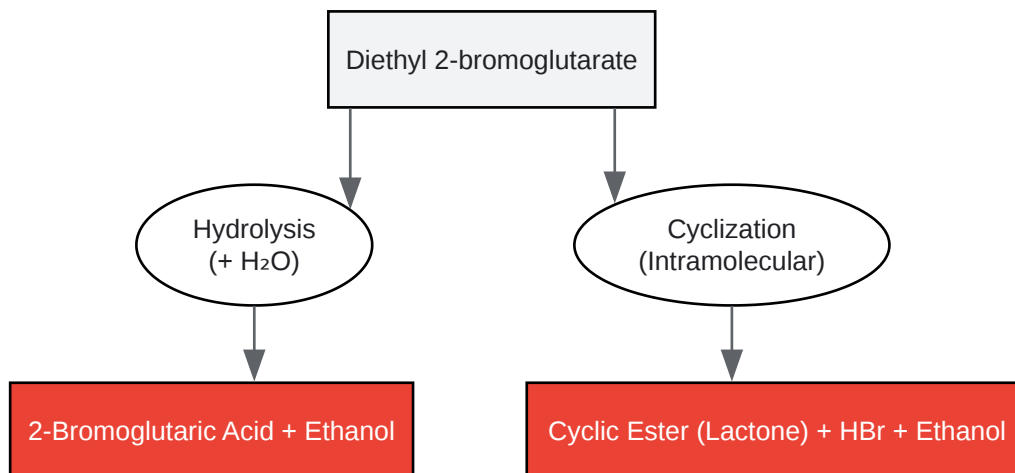 Diethyl 2-bromoglutarate
Hydrolysis
(+ H₂O)
Cyclization
(Intramolecular)
2-Bromoglutaric Acid + Ethanol
Cyclic Ester (Lactone) + HBr + Ethanol